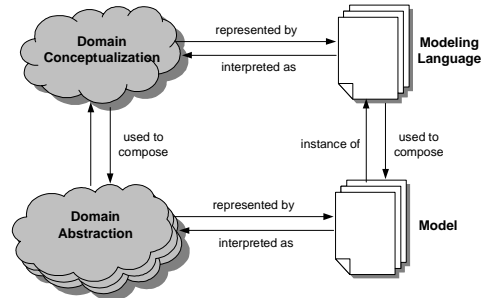 Domain
Conceptualization
represented by
interpreted as
Modeling
Language
used to
compose
instance of
used to
compose
Domain
Abstraction
represented by
interpreted as
Model